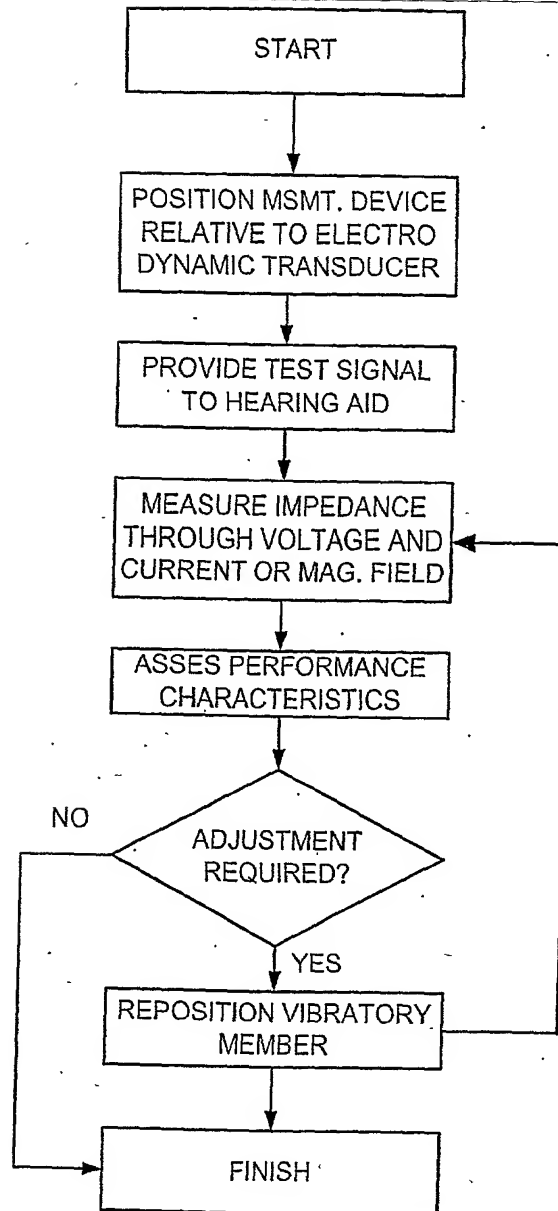 START
POSITION MSMT. DEVICE
RELATIVE TO ELECTRO
DYNAMIC TRANSDUCER
PROVIDE TEST SIGNAL
TO HEARING AID
MEASURE IMPEDANCE
THROUGH VOLTAGE AND
CURRENT OR MAG. FIELD
ASSES PERFORMANCE
CHARACTERISTICS
NO
ADJUSTMENT
REQUIRED?
YES
REPOSITION VIBRATORY
MEMBER
FINISH